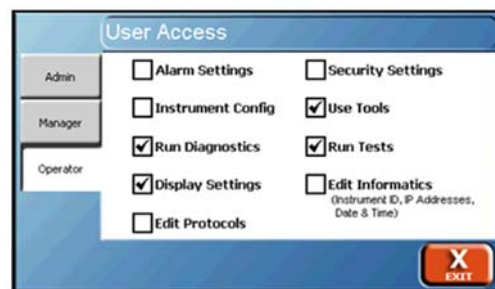 User Access
Admin
Manager
Operator
Alarm Settings
Instrument Config
Run Diagnostics
Display Settings
Edit Protocols
Security Settings
Use Tools
Run Tests
Edit Informatics
(Instrument ID, IP Addresses,
Date & Time)
X
EXIT